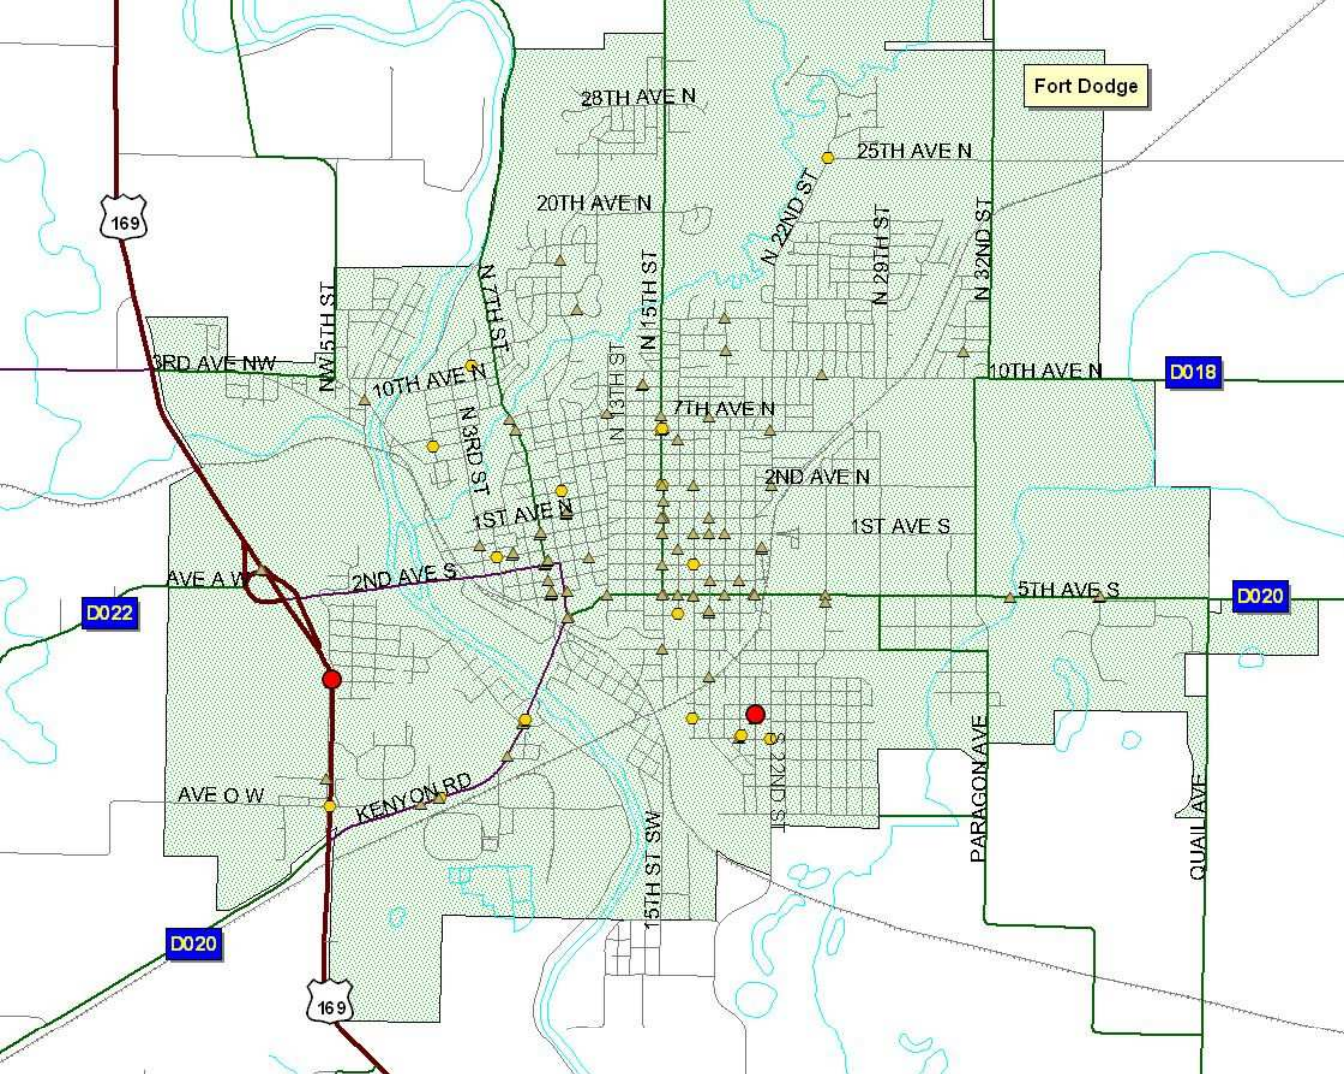 Fort Dodge
28TH AVE N
25TH AVE N
20TH AVE N
169
N 22ND ST
N 29TH ST
N 32ND ST
N 7TH ST
N 15TH ST
NW 5TH ST
3RD AVE NW
10TH AVE N
N 13TH ST
10TH AVE N
D018
N 3RD ST
7TH AVE N
2ND AVE N
1ST AVE N
1ST AVE S
AVE A W
2ND AVE S
5TH AVE S
D022
D020
AVE O W
KENYON RD
S 22ND ST
PARAGON AVE
QUAIL AVE
15TH ST SW
D020
169